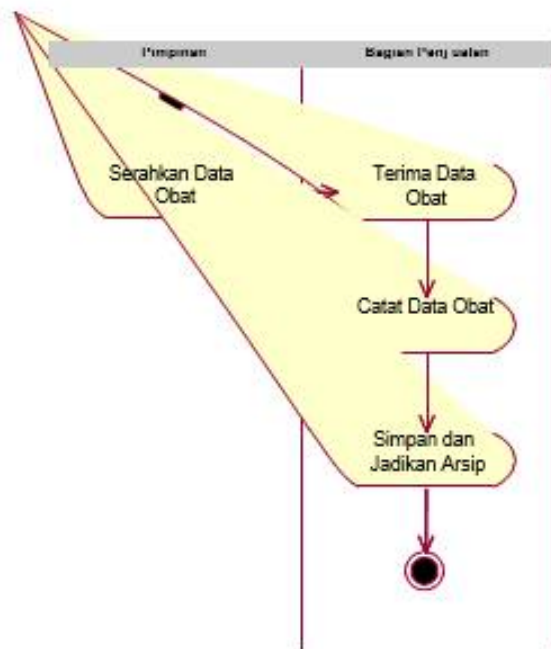 Pimpinan
Bagian Penjualan
Serahkan Data
Obat
Terima Data
Obat
Catat Data Obat
Simpan dan
Jadikan Arsip